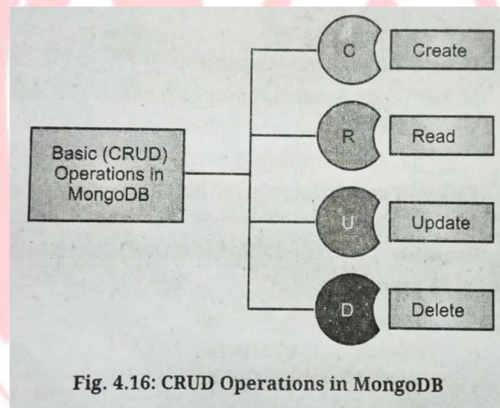 Basic (CRUD)
Operations in
MongoDB
C
Create
R
Read
U
Update
D
Delete
Fig. 4.16: CRUD Operations in MongoDB